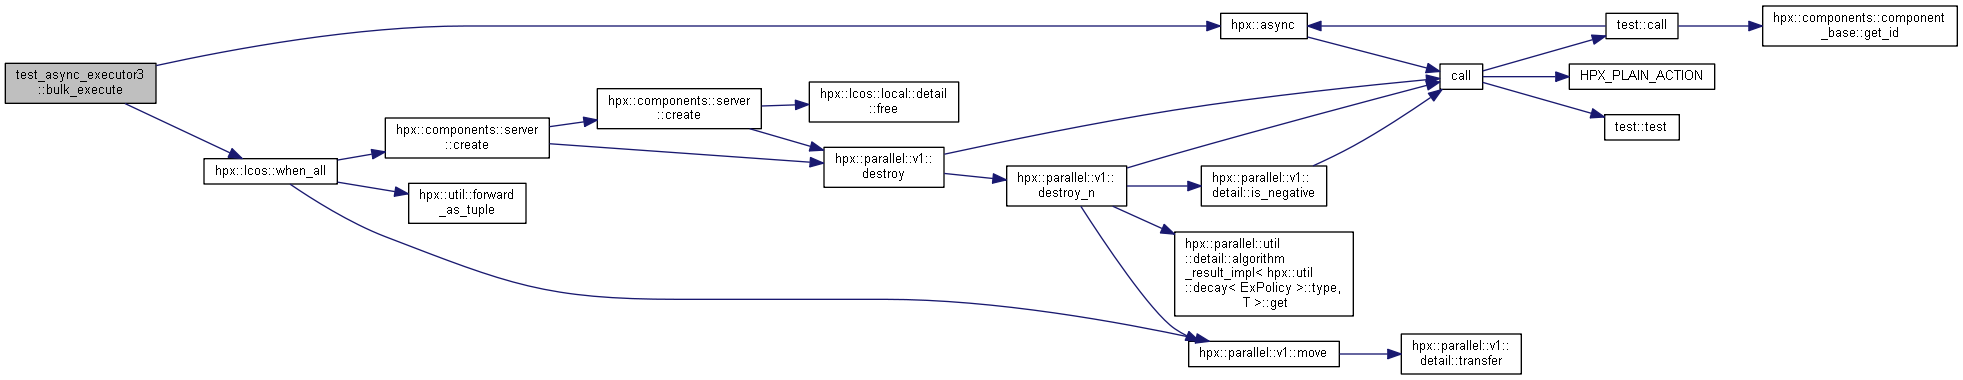 test_async_executor3
::bulk_execute
hpx::lcos::when_all
hpx::components::server
::create
hpx::util::forward
_as_tuple
hpx::components::server
::create
hpx::lcos::local::detail
::free
hpx::parallel::v1::
destroy
hpx::parallel::v1::
destroy_n
hpx::async
hpx::parallel::v1::
detail::is_negative
hpx::parallel::util
::detail::algorithm
_result_impl< hpx::util
::decay< ExPolicy >::type,
T >::get
hpx::parallel::v1::move
call
hpx::parallel::v1::
detail::transfer
test::call
HPX_PLAIN_ACTION
test::test
hpx::components::component
_base::get_id